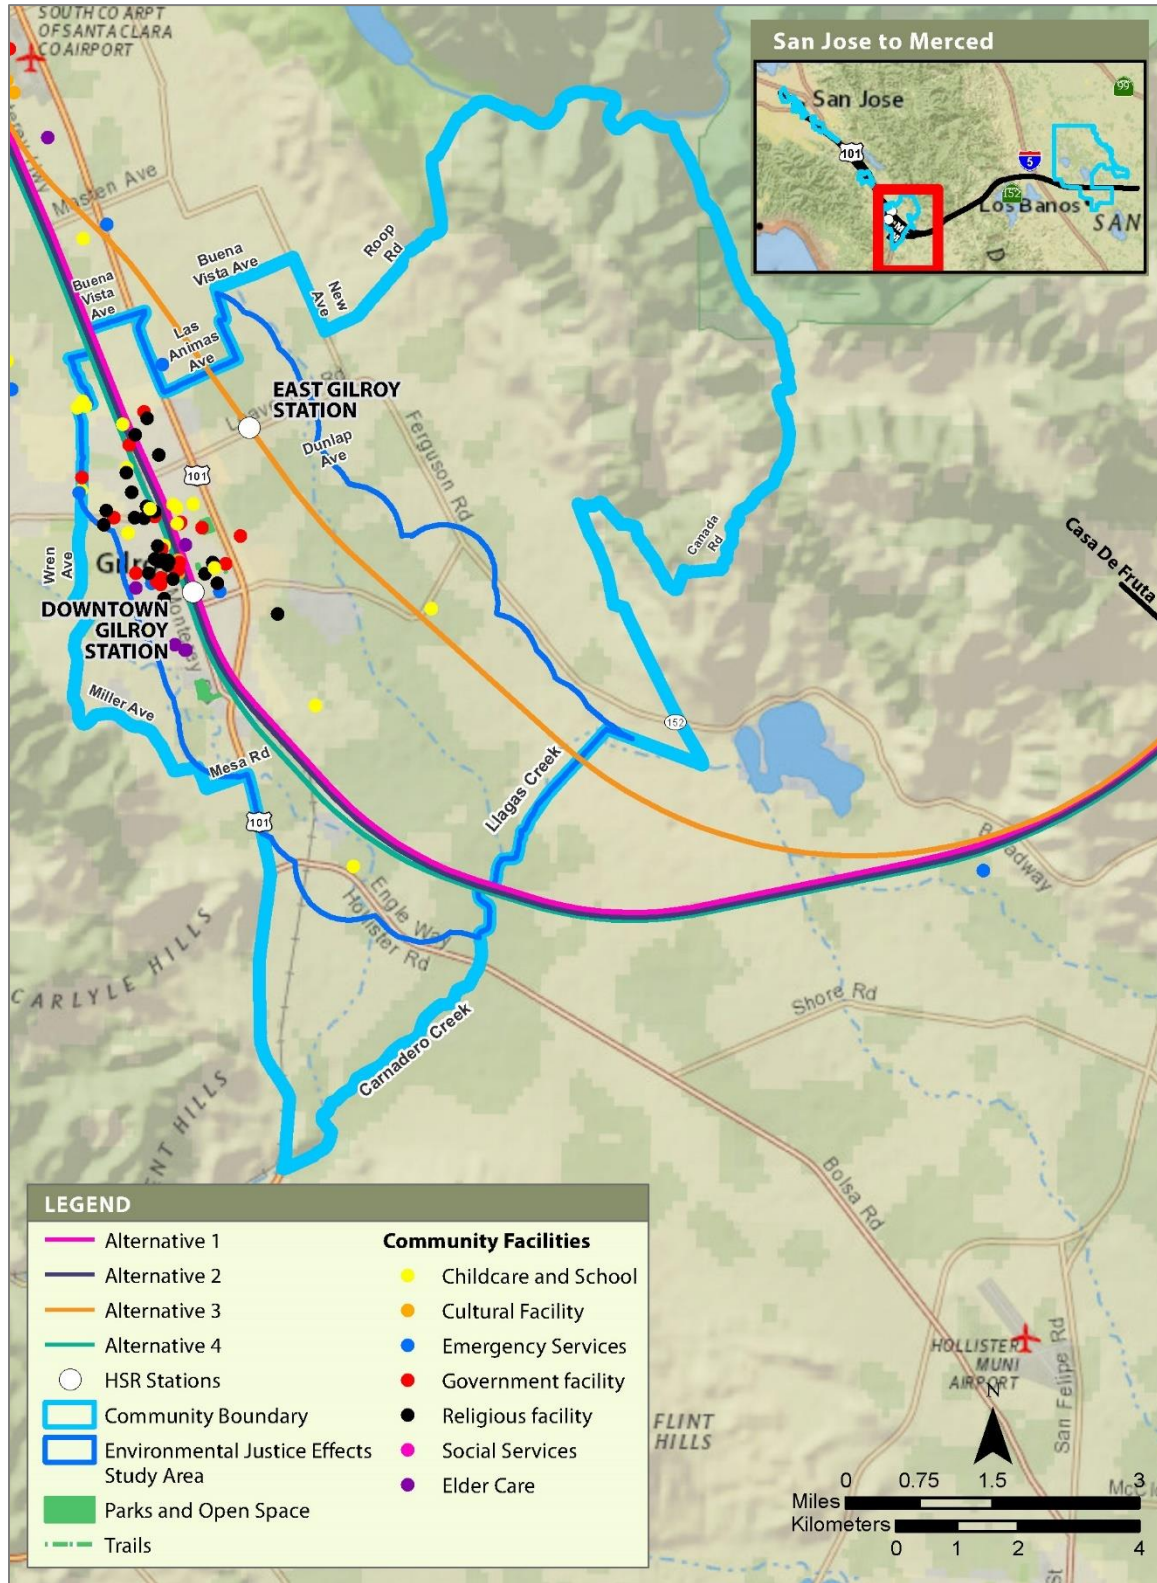 SOUTH CO ARPT
OF SANTA CLARA
CO AIRPORT
San Jose to Merced
San Jose
99
101
5
152
Los Banos
SAN
D
Masten Ave
Buena
Vista Ave
Roop
Rd
Buena
Vista
Ave
New
Ave
Las
Animas
Ave
EAST GILROY
STATION
Rd
Dunlap
Ave
Ferguson Rd
101
Canada
Rd
Casa De Fruta
Wren
Ave
DOWNTOWN
GILROY
STATION
Monterey
Miller Ave
152
Mesa Rd
Llagas Creek
101
Engle Way
Hollister Rd
CARLYLE HILLS
Shore Rd
Carnadero Creek
ENT HILLS
Bolsa Rd
LEGEND
Alternative 1
Alternative 2
Alternative 3
Alternative 4
HSR Stations
Community Boundary
Environmental Justice Effects
Study Area
Parks and Open Space
Trails
Community Facilities
Childcare and School
Cultural Facility
Emergency Services
Government facility
Religious facility
Social Services
Elder Care
HOLLISTER
MUNI
AIRPORT
San Felipe Rd
FLINT
HILLS
N
0 0.75 1.5 3
Miles
Kilometers
0 1 2 4
St